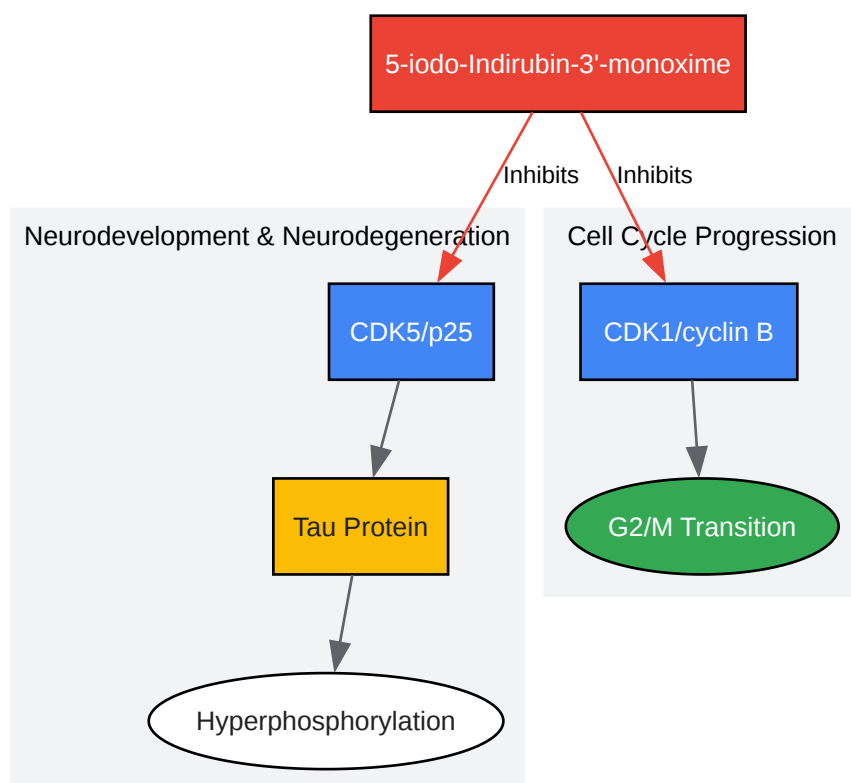 5-iodo-Indirubin-3'-monoxime
Inhibits
Inhibits
Neurodevelopment & Neurodegeneration
Cell Cycle Progression
CDK5/p25
CDK1/cyclin B
Tau Protein
G2/M Transition
Hyperphosphorylation